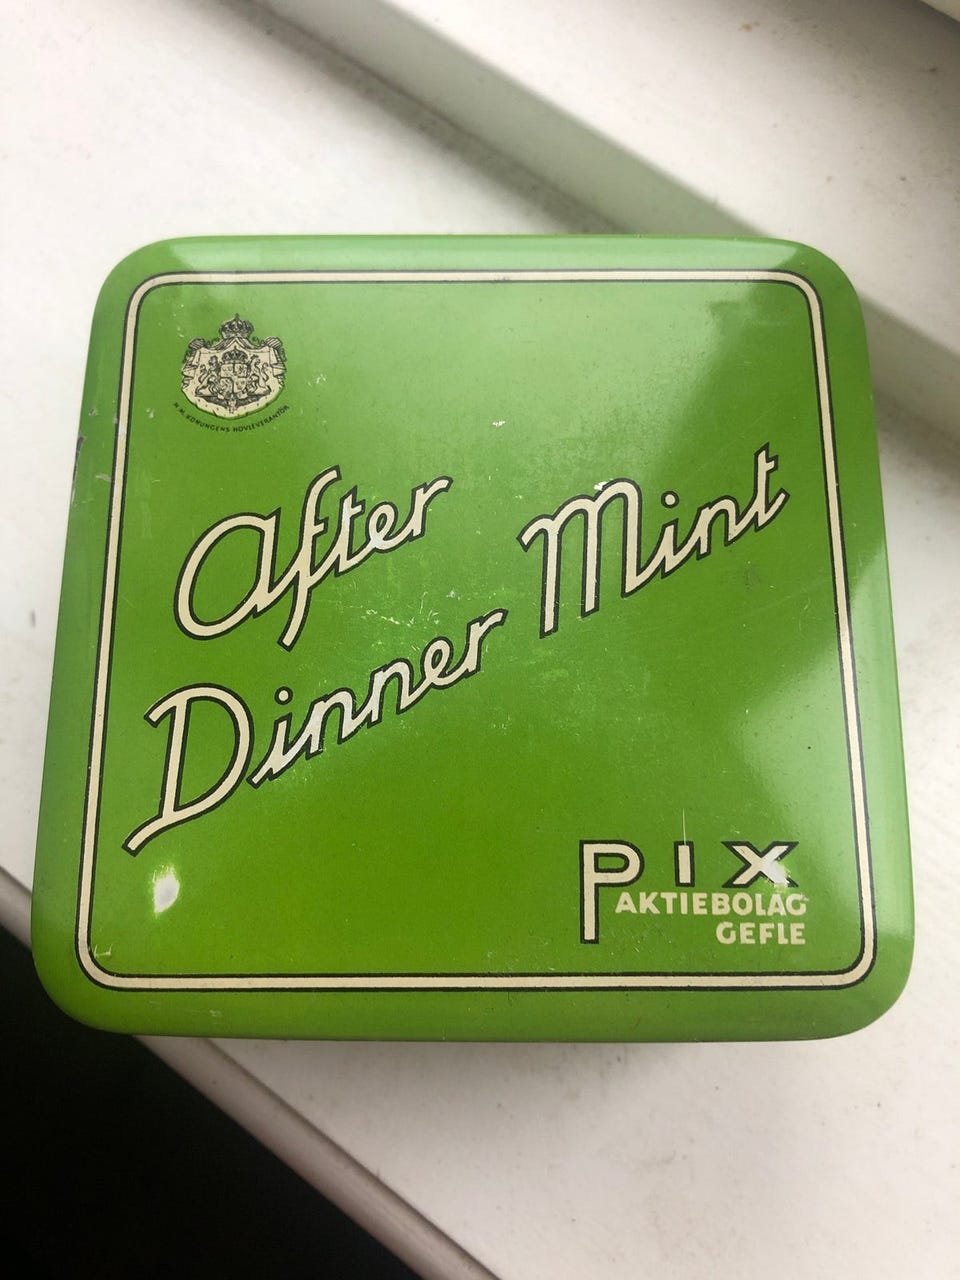 H.M. KONUNGENS HOVLEVERANTÖR
After
Dinner Mint
PIX
AKTIEBOLAG
GEFLE